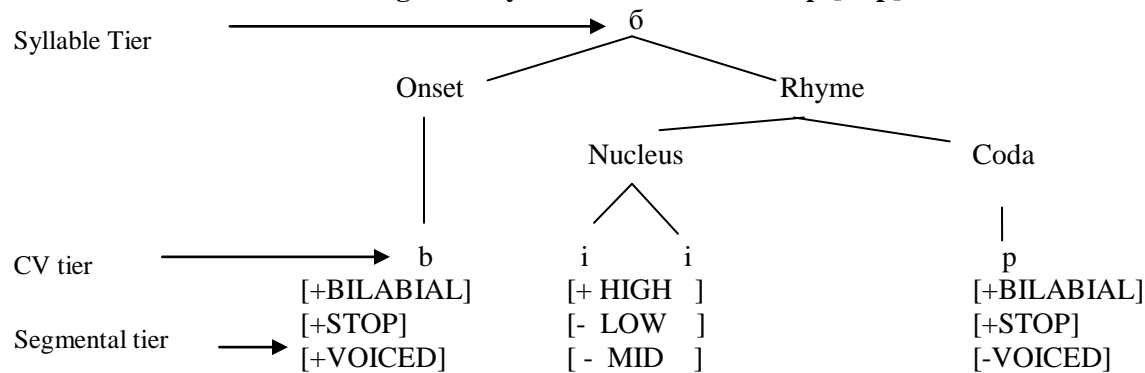 б
Syllable Tier
Onset Rhyme
Nucleus Coda
CV tier b i i p
[+BILABIAL] [+ HIGH ] [+BILABIAL]
[+STOP] [- LOW ] [+STOP]
Segmental tier
[+VOICED] [ - MID ] [-VOICED]